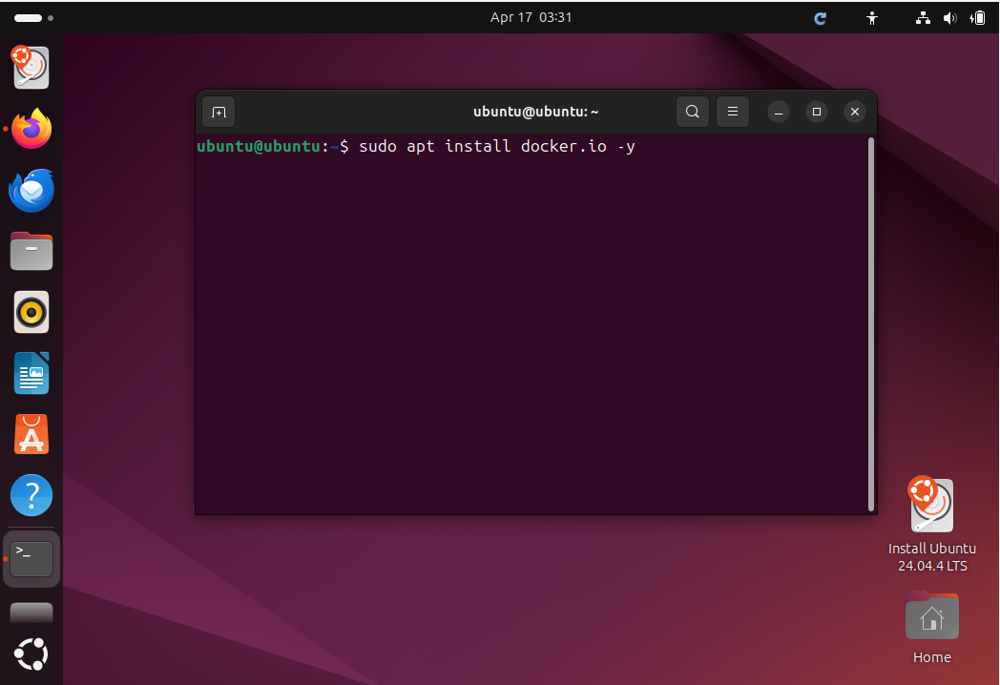 Apr 17 03:31
ubuntu@ubuntu: ~
ubuntu@ubuntu:~$ sudo apt install docker.io -y
Install Ubuntu
24.04.4 LTS
Home